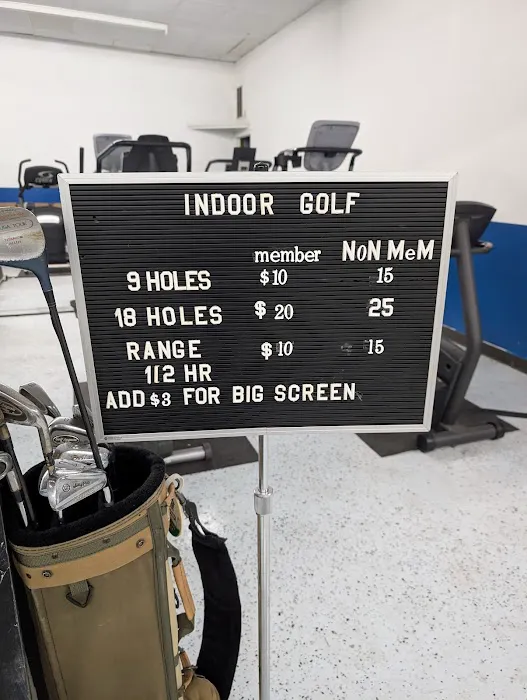 INDOOR GOLF
member NoN MeM
9 HOLES $10 15
18 HOLES $ 20 25
RANGE $10 15
1/2 HR
ADD $3 FOR BIG SCREEN